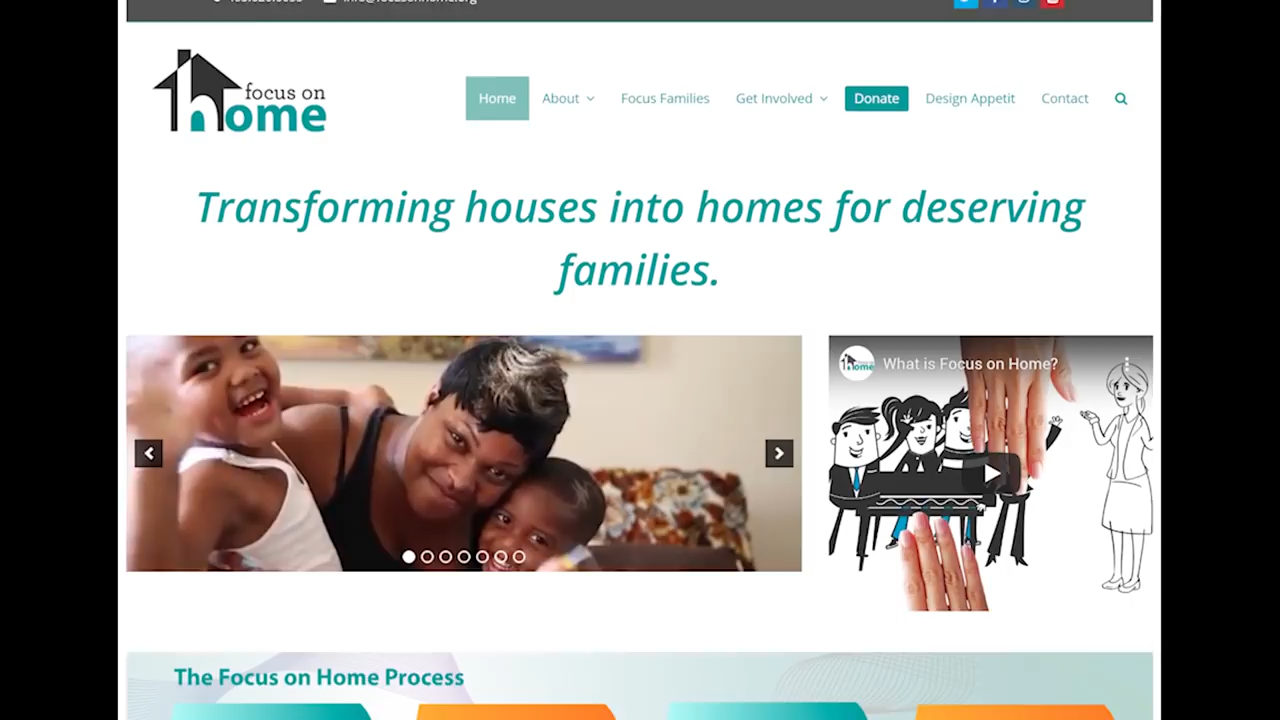 focus on
home
Home
About
Focus Families
Get Involved
Donate
Design Appetit
Contact
Transforming houses into homes for deserving
families.
What is Focus on Home?
The Focus on Home Process